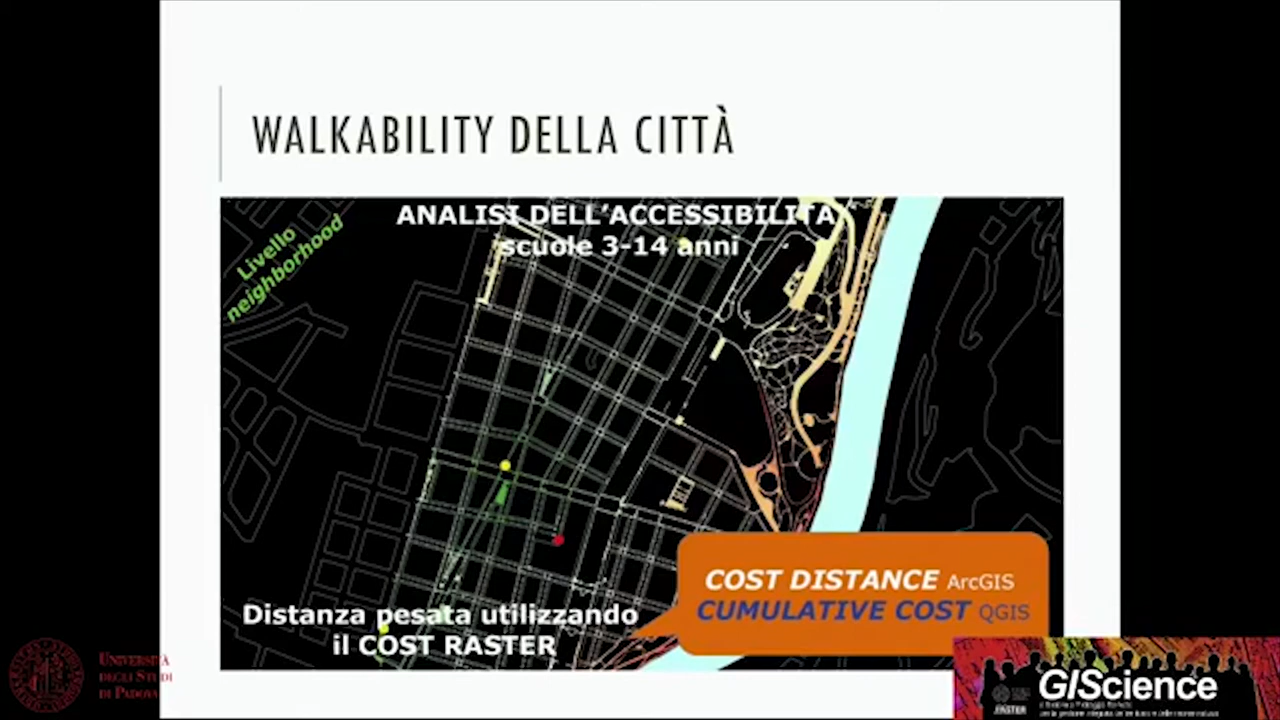 WALKABILITY DELLA CITTÀ
ANALISI DELL'ACCESSIBILITÀ
scuole 3-14 anni
Livello
neighborhood
Distanza pesata utilizzando
il COST RASTER
COST DISTANCE ArcGIS
CUMULATIVE COST QGIS
UNIVERSITÀ
DEGLI STUDI
DI PADOVA
GIScience
MASTER